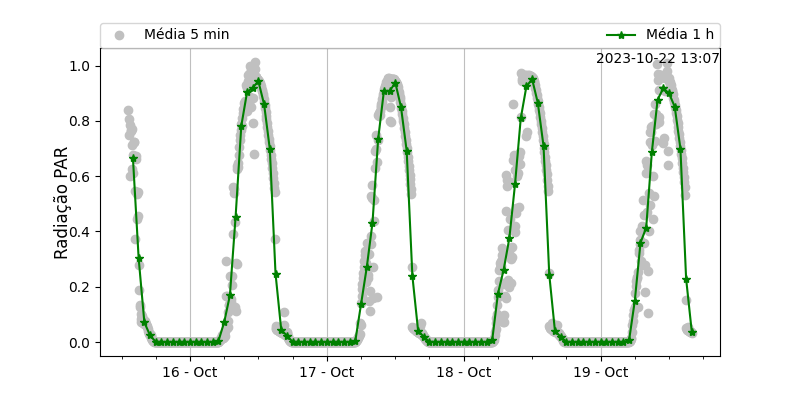 Média 5 min
Média 1 h
2023-10-22 13:07
Radiação PAR
1.0
0.8
0.6
0.4
0.2
0.0
16 - Oct
17 - Oct
18 - Oct
19 - Oct